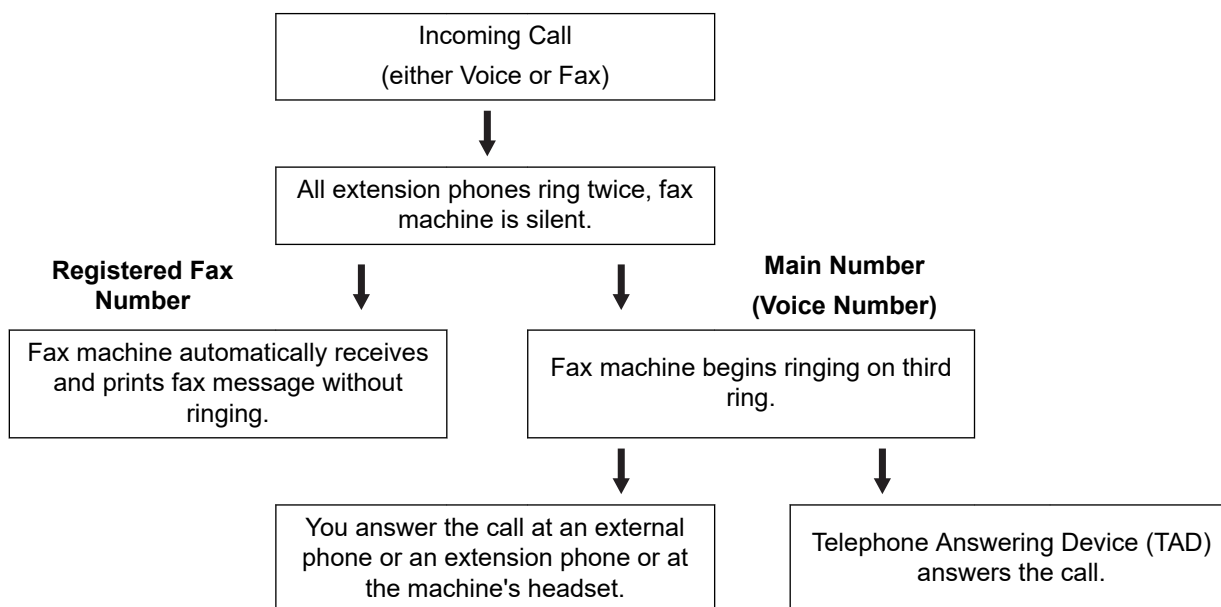 Incoming Call
(either Voice or Fax)
All extension phones ring twice, fax
machine is silent.
Registered Fax
Number
Main Number
(Voice Number)
Fax machine automatically receives
and prints fax message without
ringing.
Fax machine begins ringing on third
ring.
You answer the call at an external
phone or an extension phone or at
the machine's headset.
Telephone Answering Device (TAD)
answers the call.